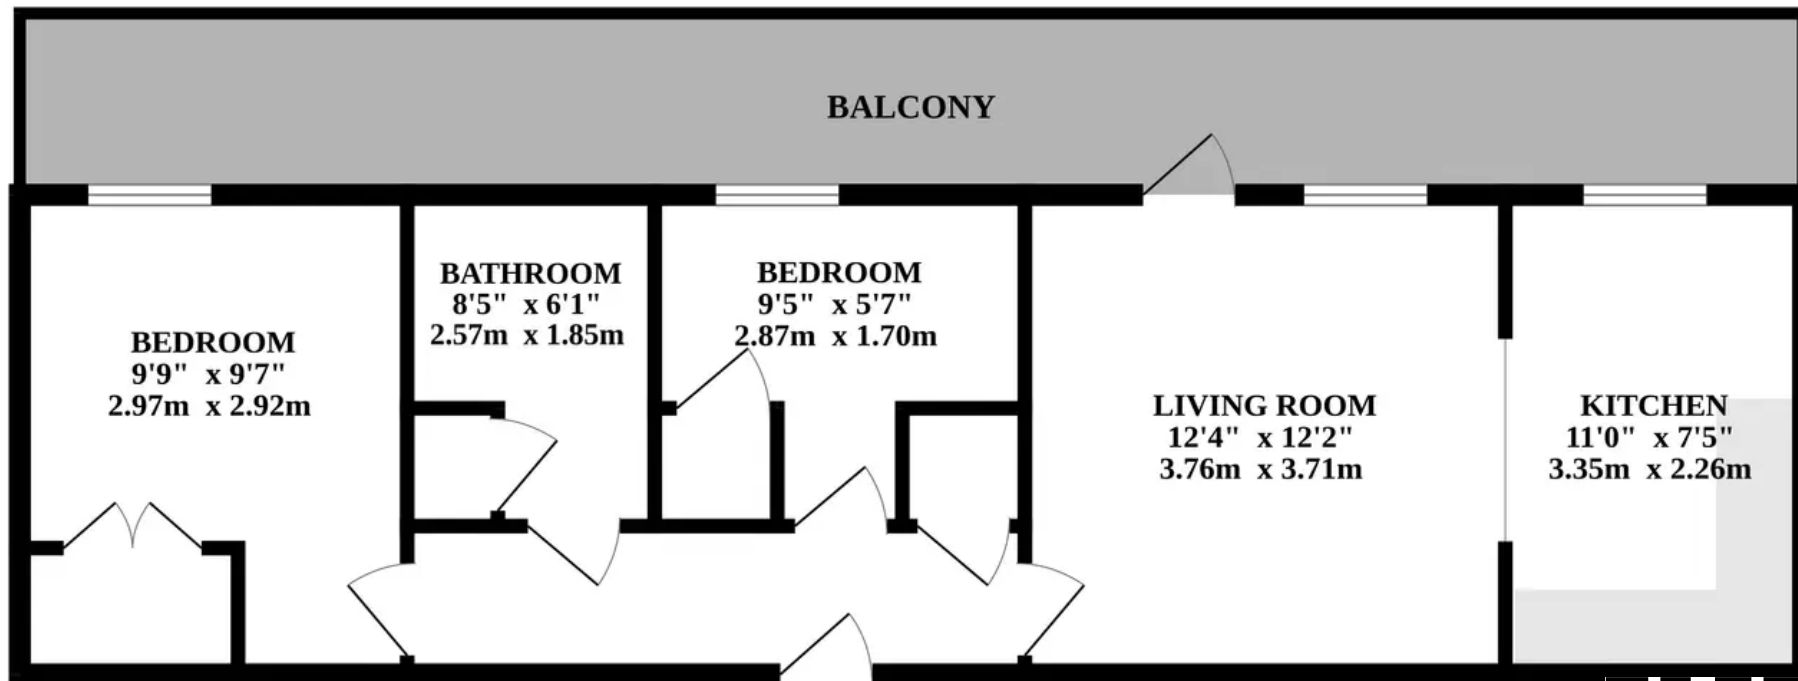 BALCONY
BEDROOM
9'9"  x 9'7"
2.97m  x 2.92m
BATHROOM
8'5"  x 6'1"
2.57m  x 1.85m
BEDROOM
9'5"  x 5'7"
2.87m  x 1.70m
LIVING ROOM
12'4"  x 12'2"
3.76m  x 3.71m
KITCHEN
11'0"  x 7'5"
3.35m  x 2.26m